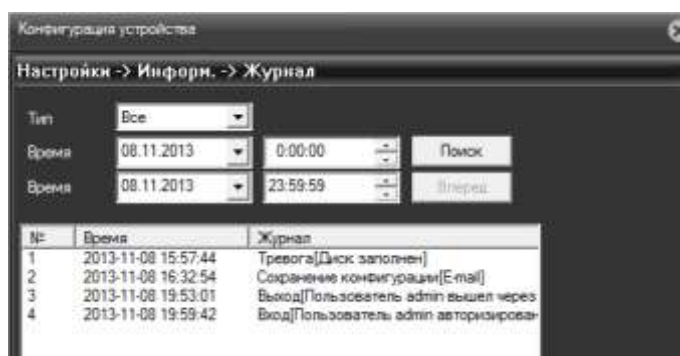 Конфигурация устройства
Настройки -> Информ. -> Журнал
Тип Все
Время 08.11.2013 0:00:00 Поиск
Время 08.11.2013 23:59:59 Вперед
№ Время Журнал
1 2013-11-08 15:57:44 Тревога[Диск заполнен]
2 2013-11-08 16:32:54 Сохранение конфигурации[E-mail]
3 2013-11-08 19:53:01 Выход[Пользователь admin вышел через
4 2013-11-08 19:59:42 Вход[Пользователь admin авторизирован